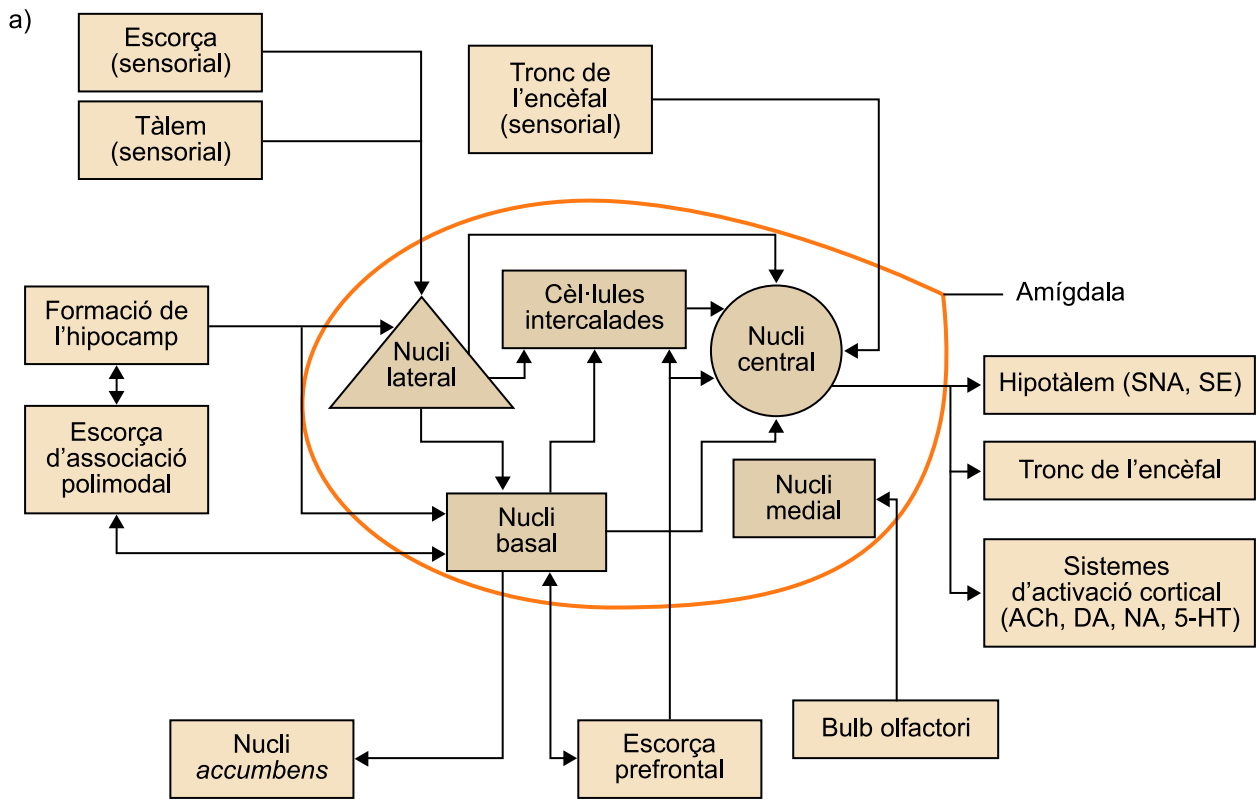 a)
Escorça
(sensorial)
Tàlem
(sensorial)
Tronc de
l'encèfal
(sensorial)
Formació de
l'hipocamp
Escorça
d'associació
polimodal
Nucli
lateral
Cèl·lules
intercalades
Nucli
central
Amígdala
Nucli
basal
Nucli
medial
Hipotàlem (SNA, SE)
Tronc de l'encèfal
Sistemes
d'activació cortical
(ACh, DA, NA, 5-HT)
Nucli
accumbens
Escorça
prefrontal
Bulb olfactori